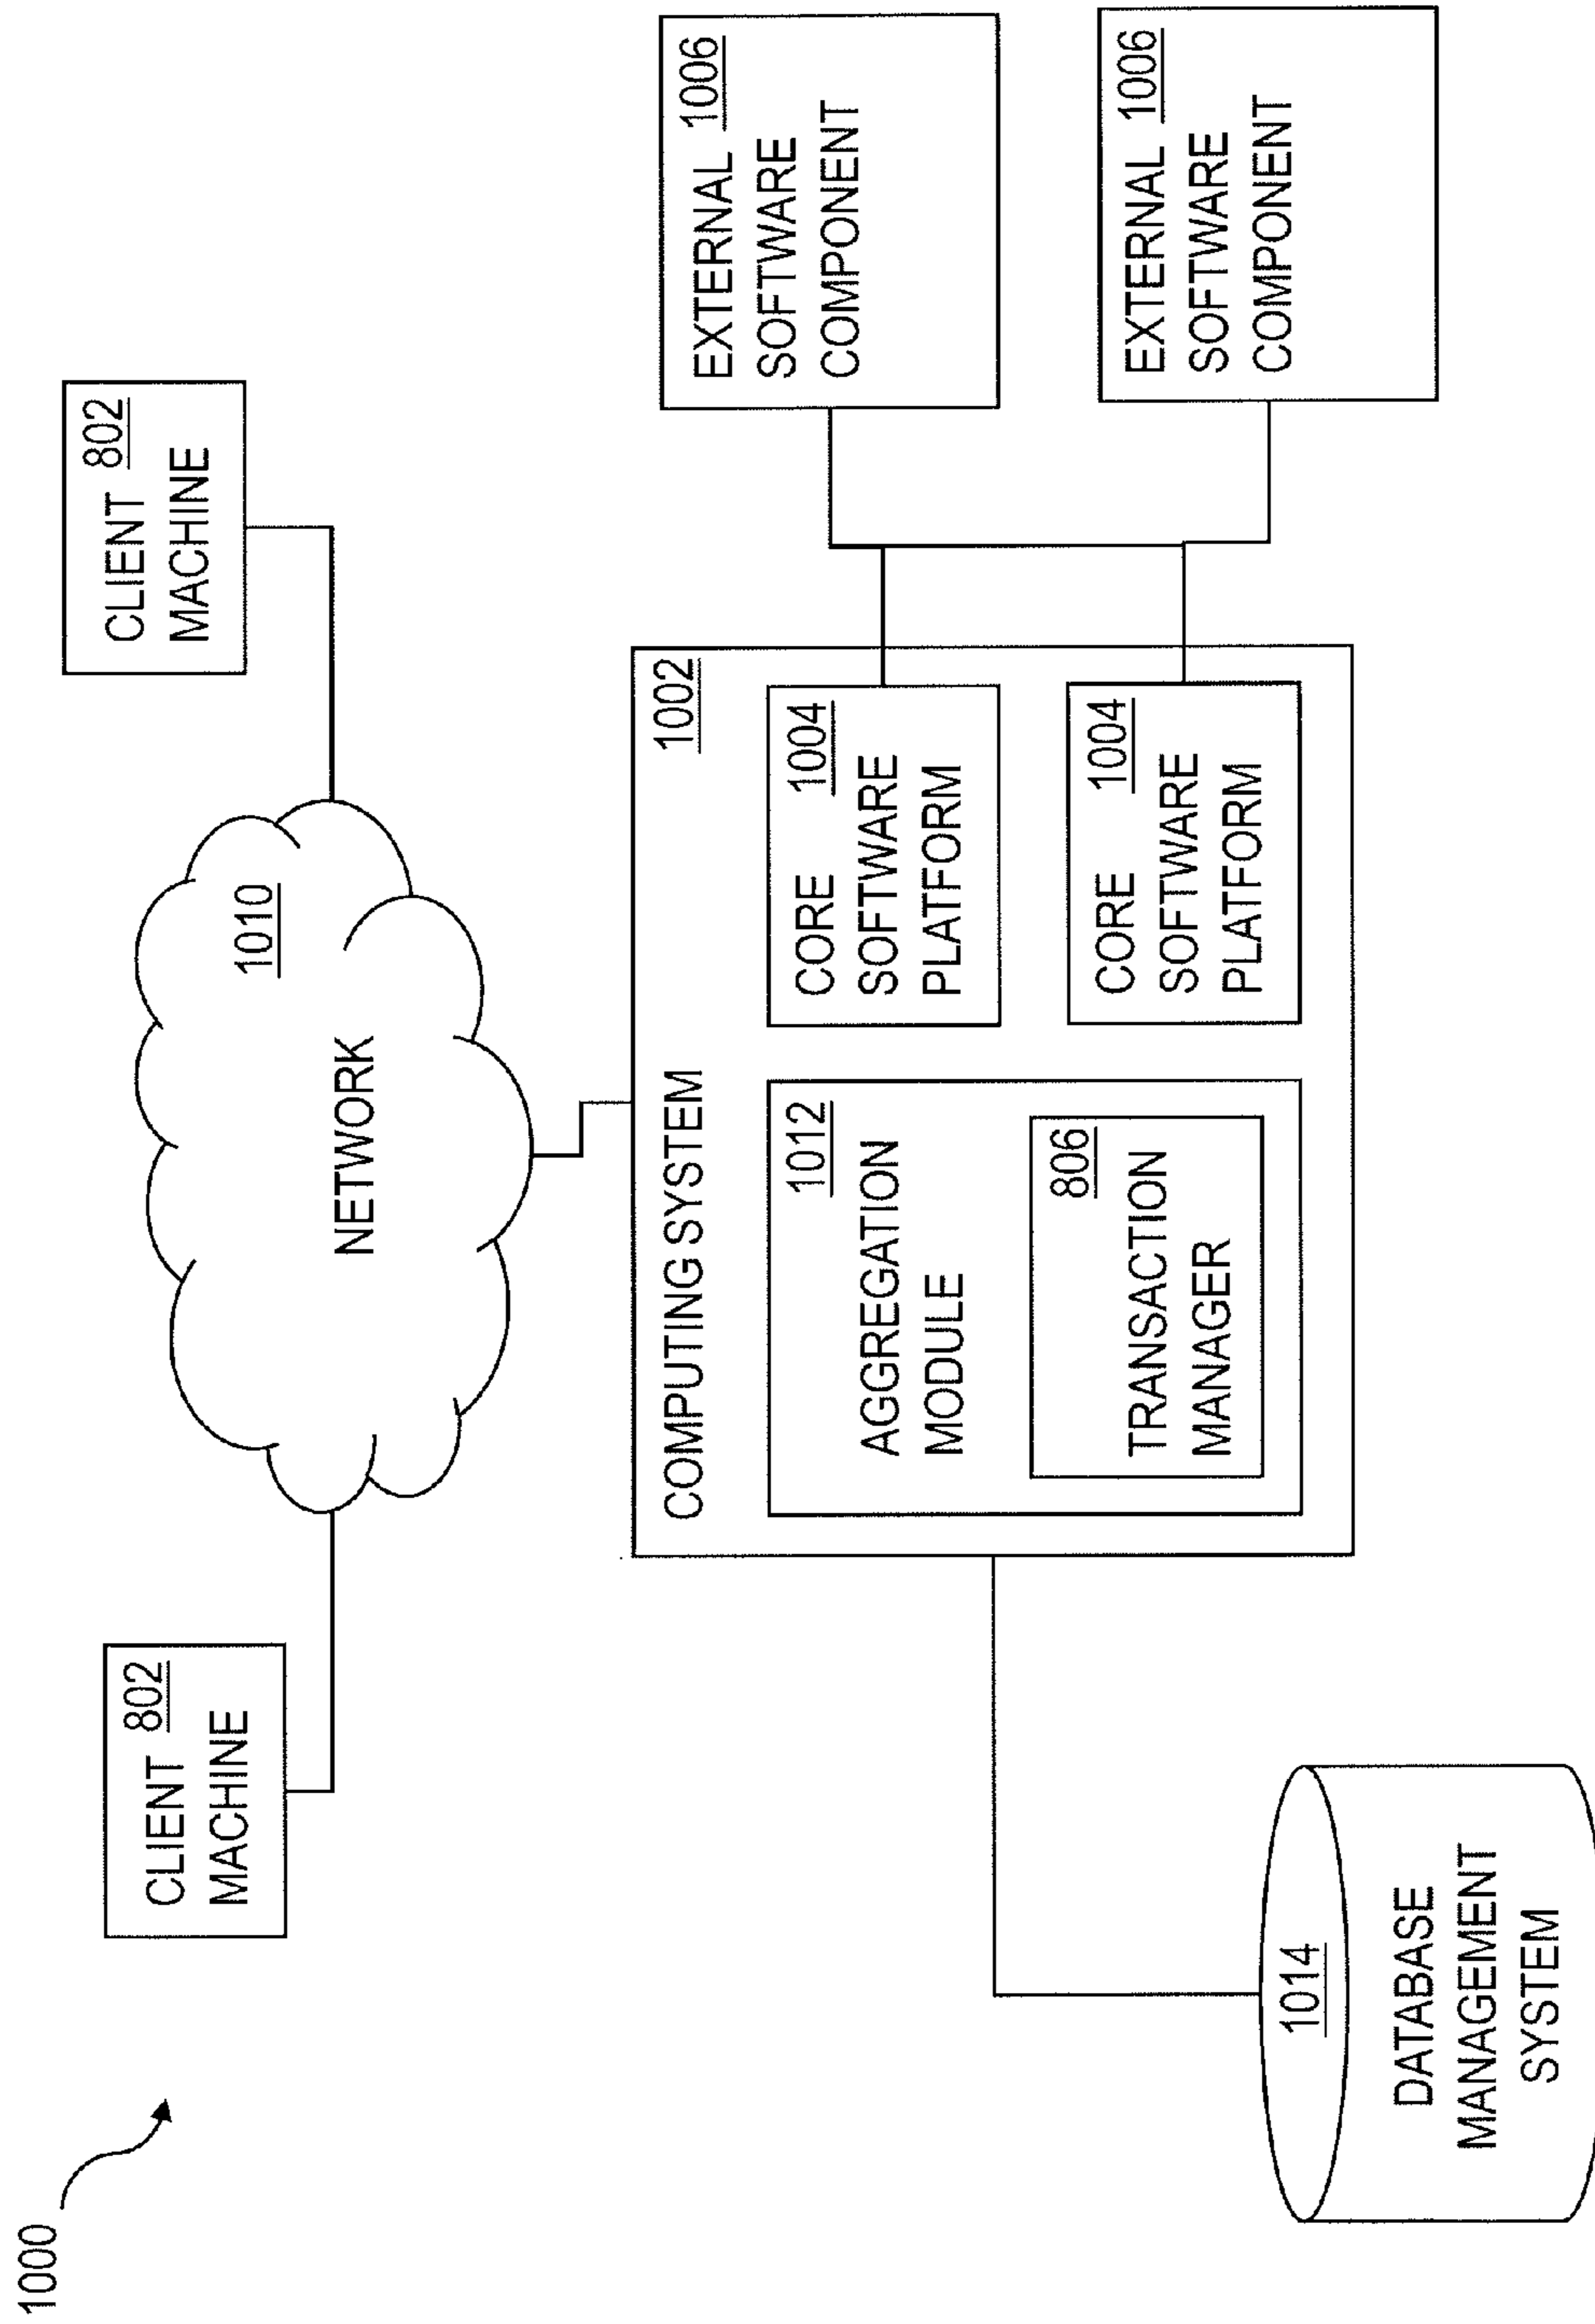 1000
CLIENT 802
MACHINE
CLIENT 802
MACHINE
1010
NETWORK
COMPUTING SYSTEM 1002
1012
AGGREGATION
MODULE
806
TRANSACTION
MANAGER
CORE 1004
SOFTWARE
PLATFORM
CORE 1004
SOFTWARE
PLATFORM
EXTERNAL 1006
SOFTWARE
COMPONENT
EXTERNAL 1006
SOFTWARE
COMPONENT
1014
DATABASE
MANAGEMENT
SYSTEM